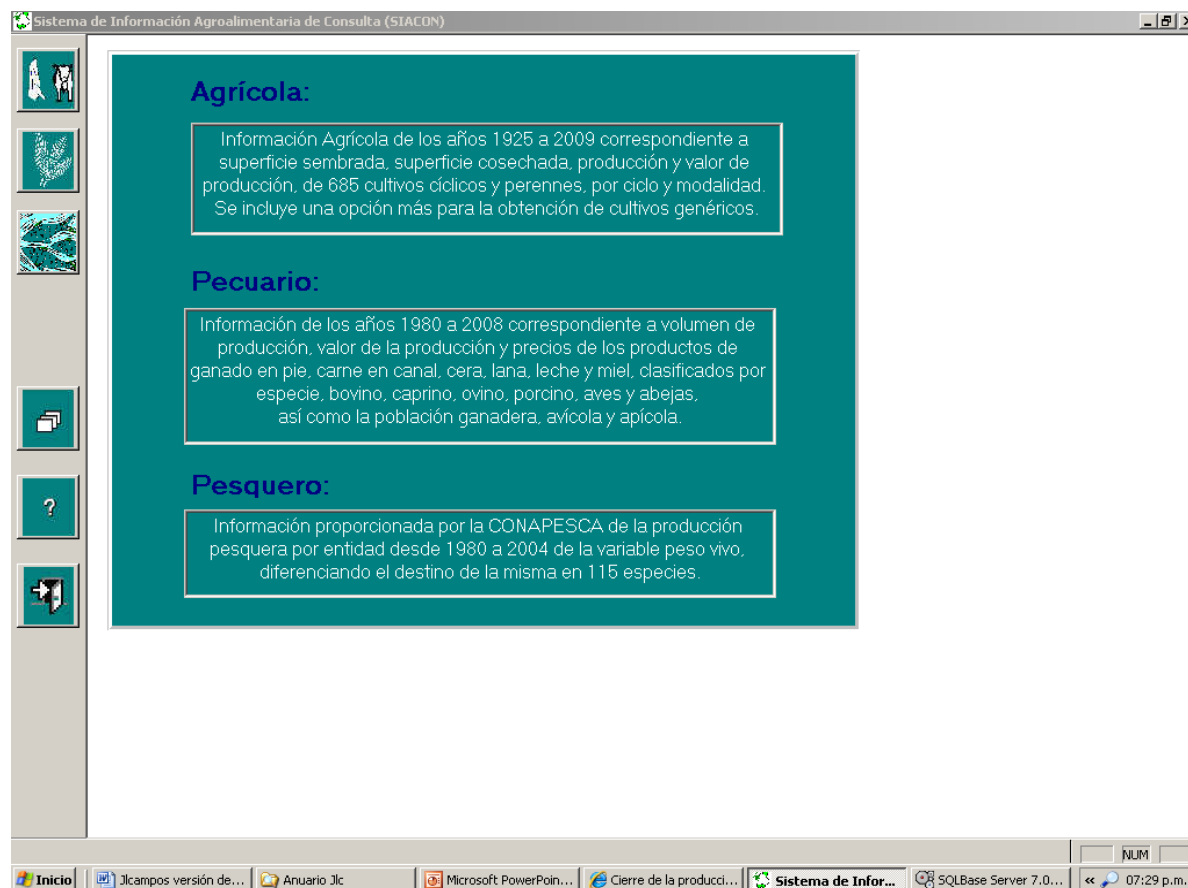 Sistema de Información Agroalimentaria de Consulta (SIACON)
Agrícola:
Información Agrícola de los años 1925 a 2009 correspondiente a
superficie sembrada, superficie cosechada, producción y valor de
producción, de 685 cultivos cíclicos y perennes, por ciclo y modalidad.
Se incluye una opción más para la obtención de cultivos genéricos.
Pecuario:
Información de los años 1980 a 2008 correspondiente a volumen de
producción, valor de la producción y precios de los productos de
ganado en pie, carne en canal, cera, lana, leche y miel, clasificados por
especie, bovino, caprino, ovino, porcino, aves y abejas,
así como la población ganadera, avícola y apícola.
Pesquero:
Información proporcionada por la CONAPESCA de la producción
pesquera por entidad desde 1980 a 2004 de la variable peso vivo,
diferenciando el destino de la misma en 115 especies.
?
NUM
Inicio Jlcampos versión de... Anuario Jlc Microsoft PowerPoin... Cierre de la producci... Sistema de Infor... SQLBase Server 7.0... « 07:29 p.m.